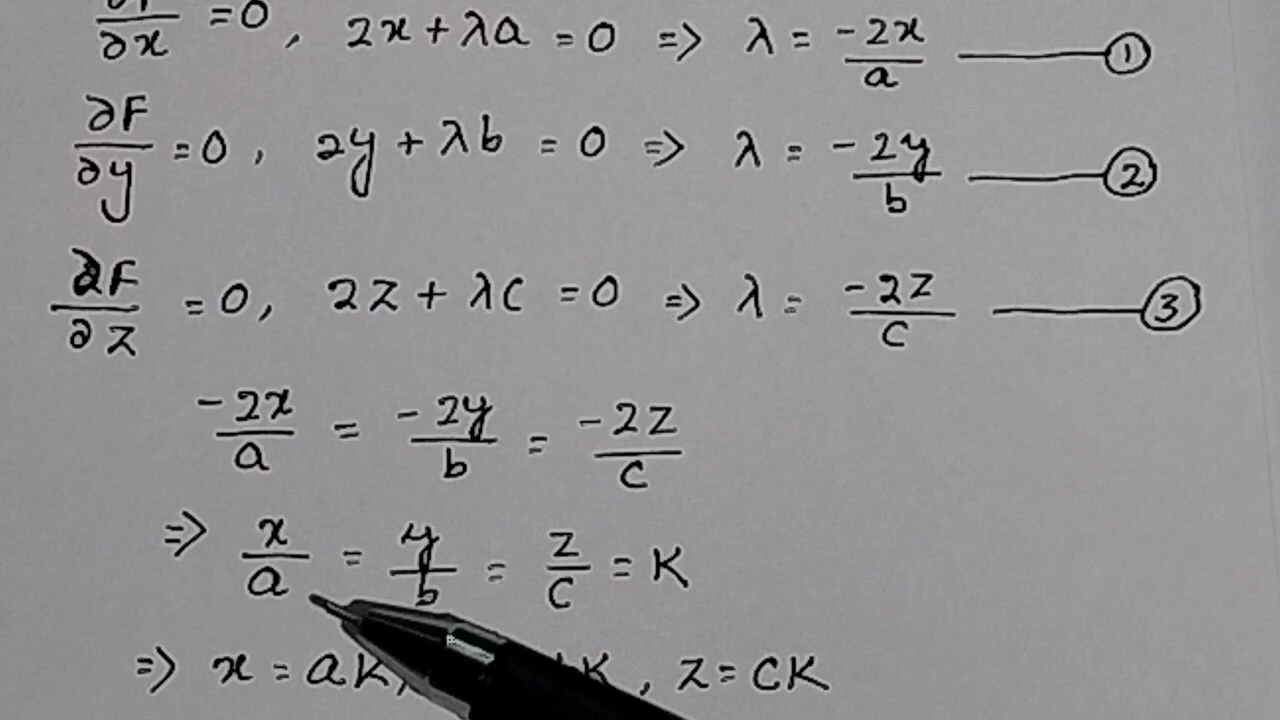 ∂F/∂x = 0, 2x + λa = 0 => λ = -2x/a ——— ①
∂F/∂y = 0, 2y + λb = 0 => λ = -2y/b ——— ②
∂F/∂z = 0, 2z + λc = 0 => λ = -2z/c ——— ③
-2x/a = -2y/b = -2z/c
=> x/a = y/b = z/c = K
=> x = aK, K, z = cK